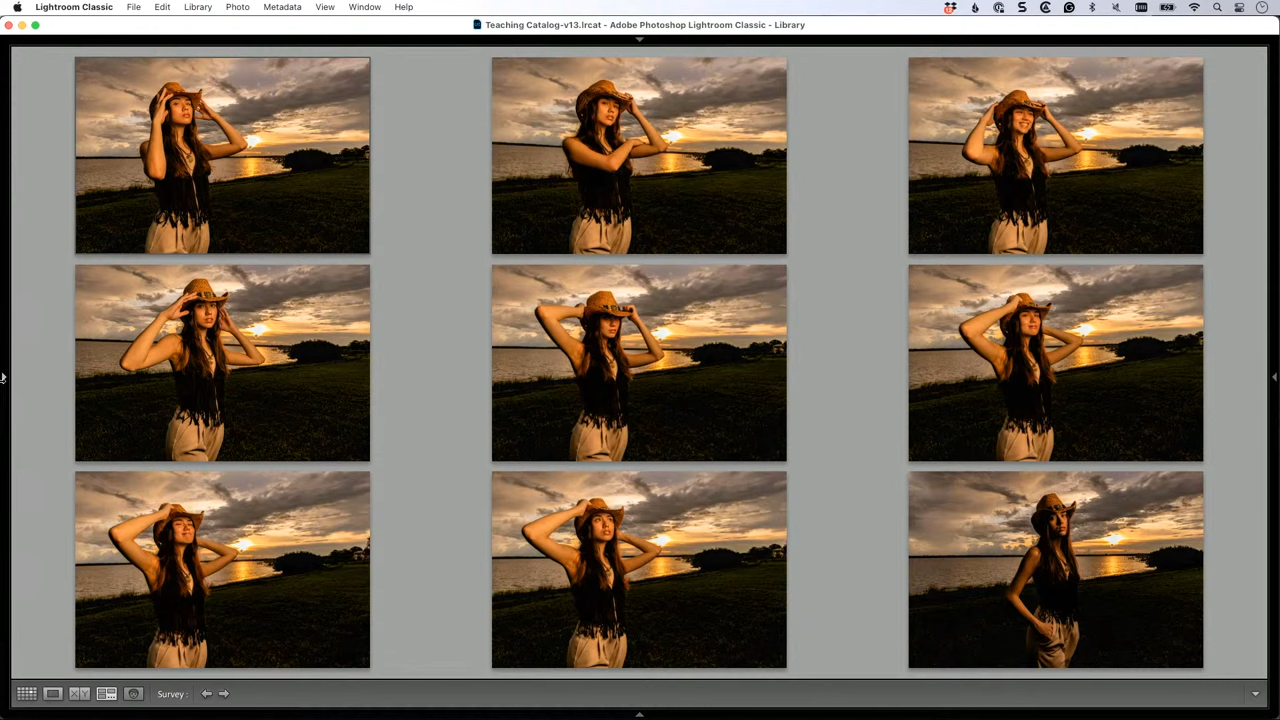 Lightroom Classic File Edit Library Photo Metadata View Window Help
Teaching Catalog-v13.lrcat - Adobe Photoshop Lightroom Classic - Library
X Y Survey :